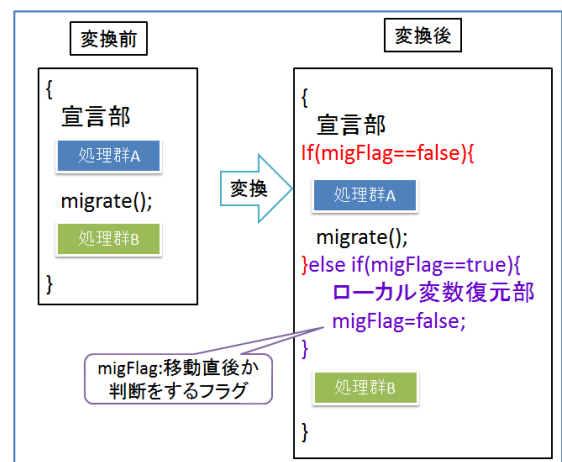 変換前
{
宣言部
処理群A
migrate();
処理群B
}
変換
変換後
{
宣言部
If(migFlag==false){
処理群A
migrate();
}else if(migFlag==true){
ローカル変数復元部
migFlag=false;
}
処理群B
}
migFlag:移動直後か
判断をするフラグ